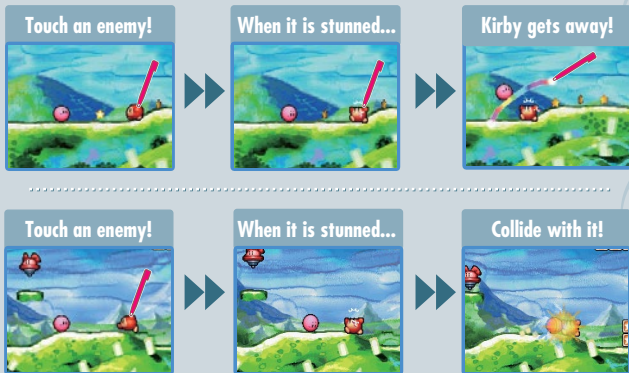 Touch an enemy!
When it is stunned...
Kirby gets away!
Touch an enemy!
When it is stunned...
Collide with it!